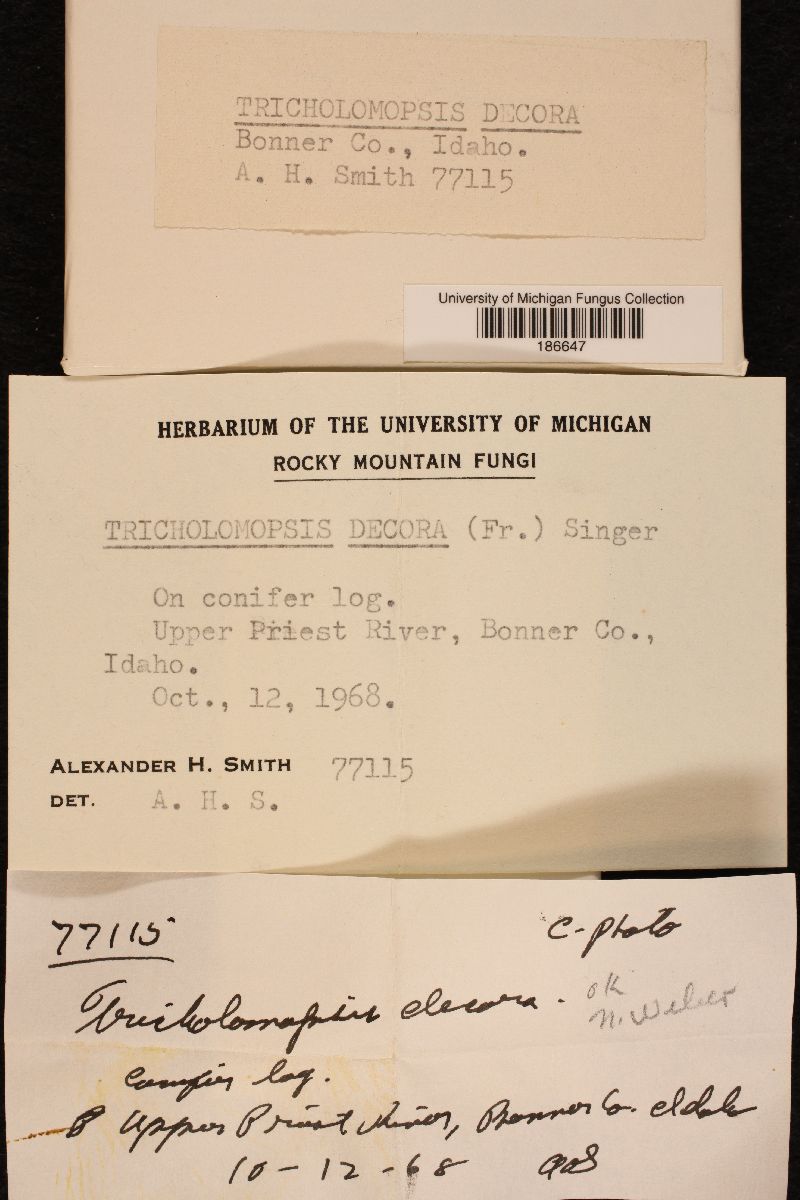 TRICHOLOMOPSIS DECORA
Bonner Co., Idaho.
A. H. Smith 77115
University of Michigan Fungus Collection
186647
HERBARIUM OF THE UNIVERSITY OF MICHIGAN
ROCKY MOUNTAIN FUNGI
TRICHOLOMOPSIS DECORA (Fr.) Singer
On conifer log.
Upper Priest River, Bonner Co.,
Idaho.
Oct., 12, 1968.
ALEXANDER H. SMITH 77115
DET. A. H. S.
77115 C-photo
Tricholomopsis decora. ok
N. Weber
conifer log.
Upper Priest River, Bonner Co. Idaho
10-12-68